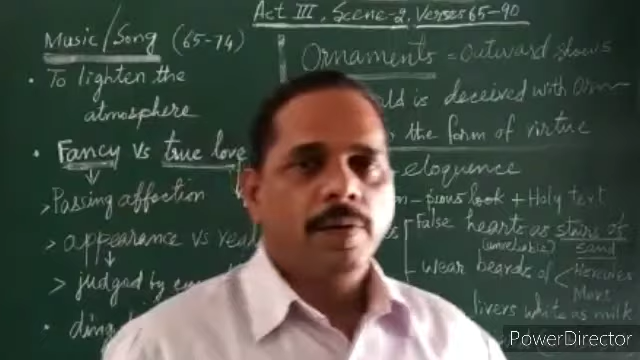 Act III, Scene-2, Verses 65-90
Music/Song (65-74)
• To lighten the
atmosphere
• Fancy vs true love
> Passing affection
> appearance vs
> judged by
•
Ornaments = Outward shows
is deceived with
the form of virtue
eloquence
pious look + Holy text
False hearts as stairs of
(unreliable) sand
wear beards of < Hercules
Mars
livers white as milk
PowerDirector